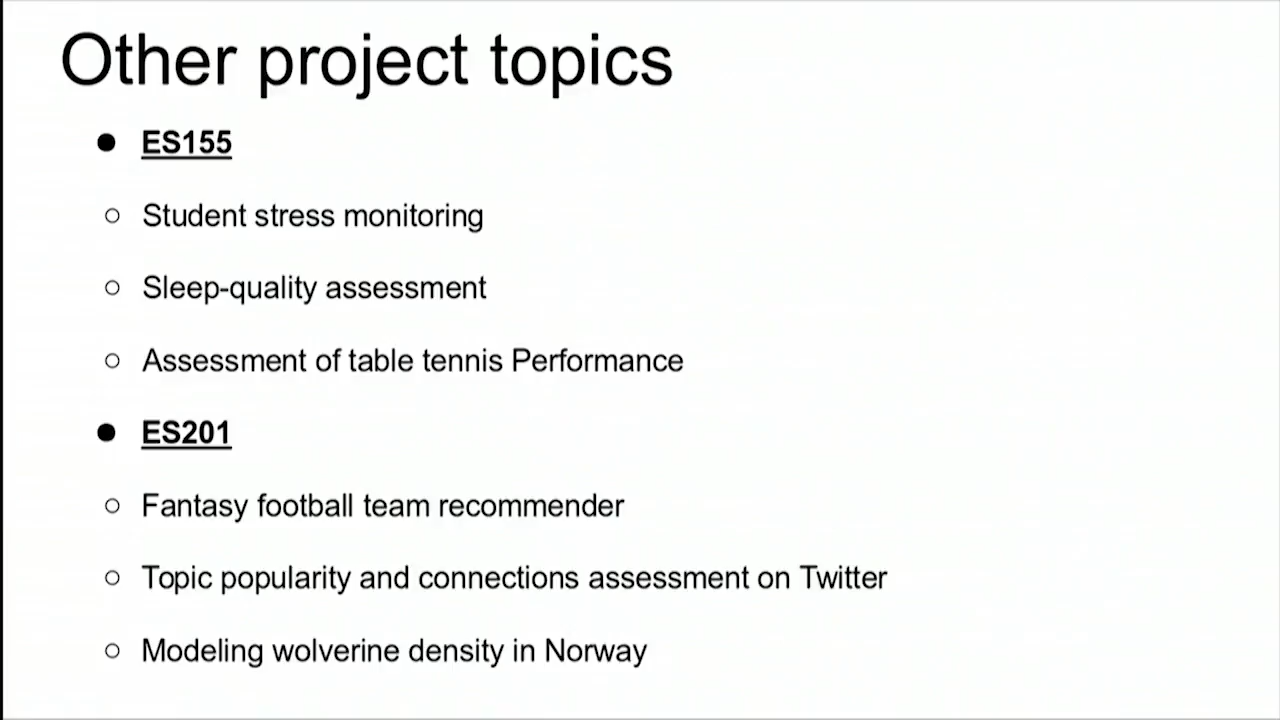 Other project topics
ES155
Student stress monitoring
Sleep-quality assessment
Assessment of table tennis Performance
ES201
Fantasy football team recommender
Topic popularity and connections assessment on Twitter
Modeling wolverine density in Norway